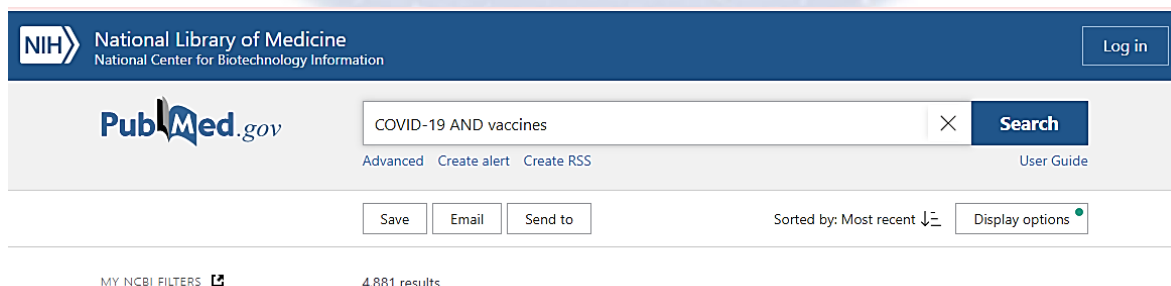 NIH
National Library of Medicine
National Center for Biotechnology Information
Log in
PubMed.gov
COVID-19 AND vaccines
Search
Advanced Create alert Create RSS
User Guide
Save Email Send to
Sorted by: Most recent
Display options
MY NCBI FILTERS
4,881 results